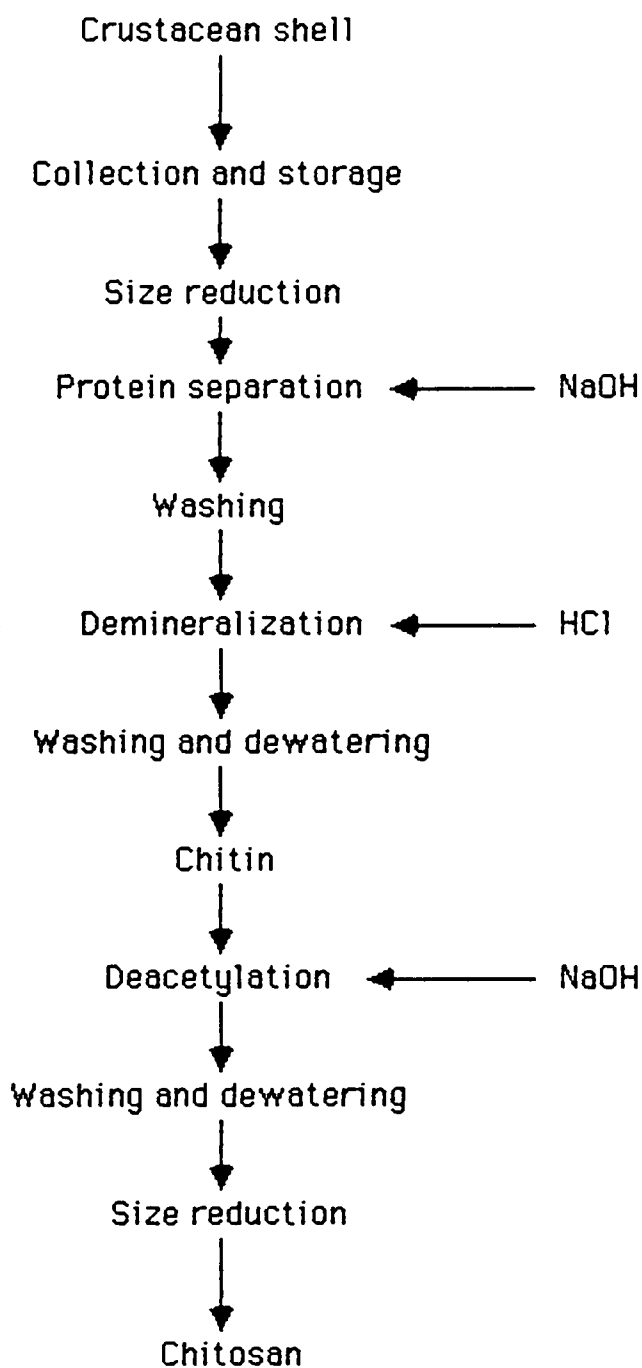 Crustacean shell
Collection and storage
Size reduction
Protein separation NaOH
Washing
Demineralization HCl
Washing and dewatering
Chitin
Deacetylation NaOH
Washing and dewatering
Size reduction
Chitosan